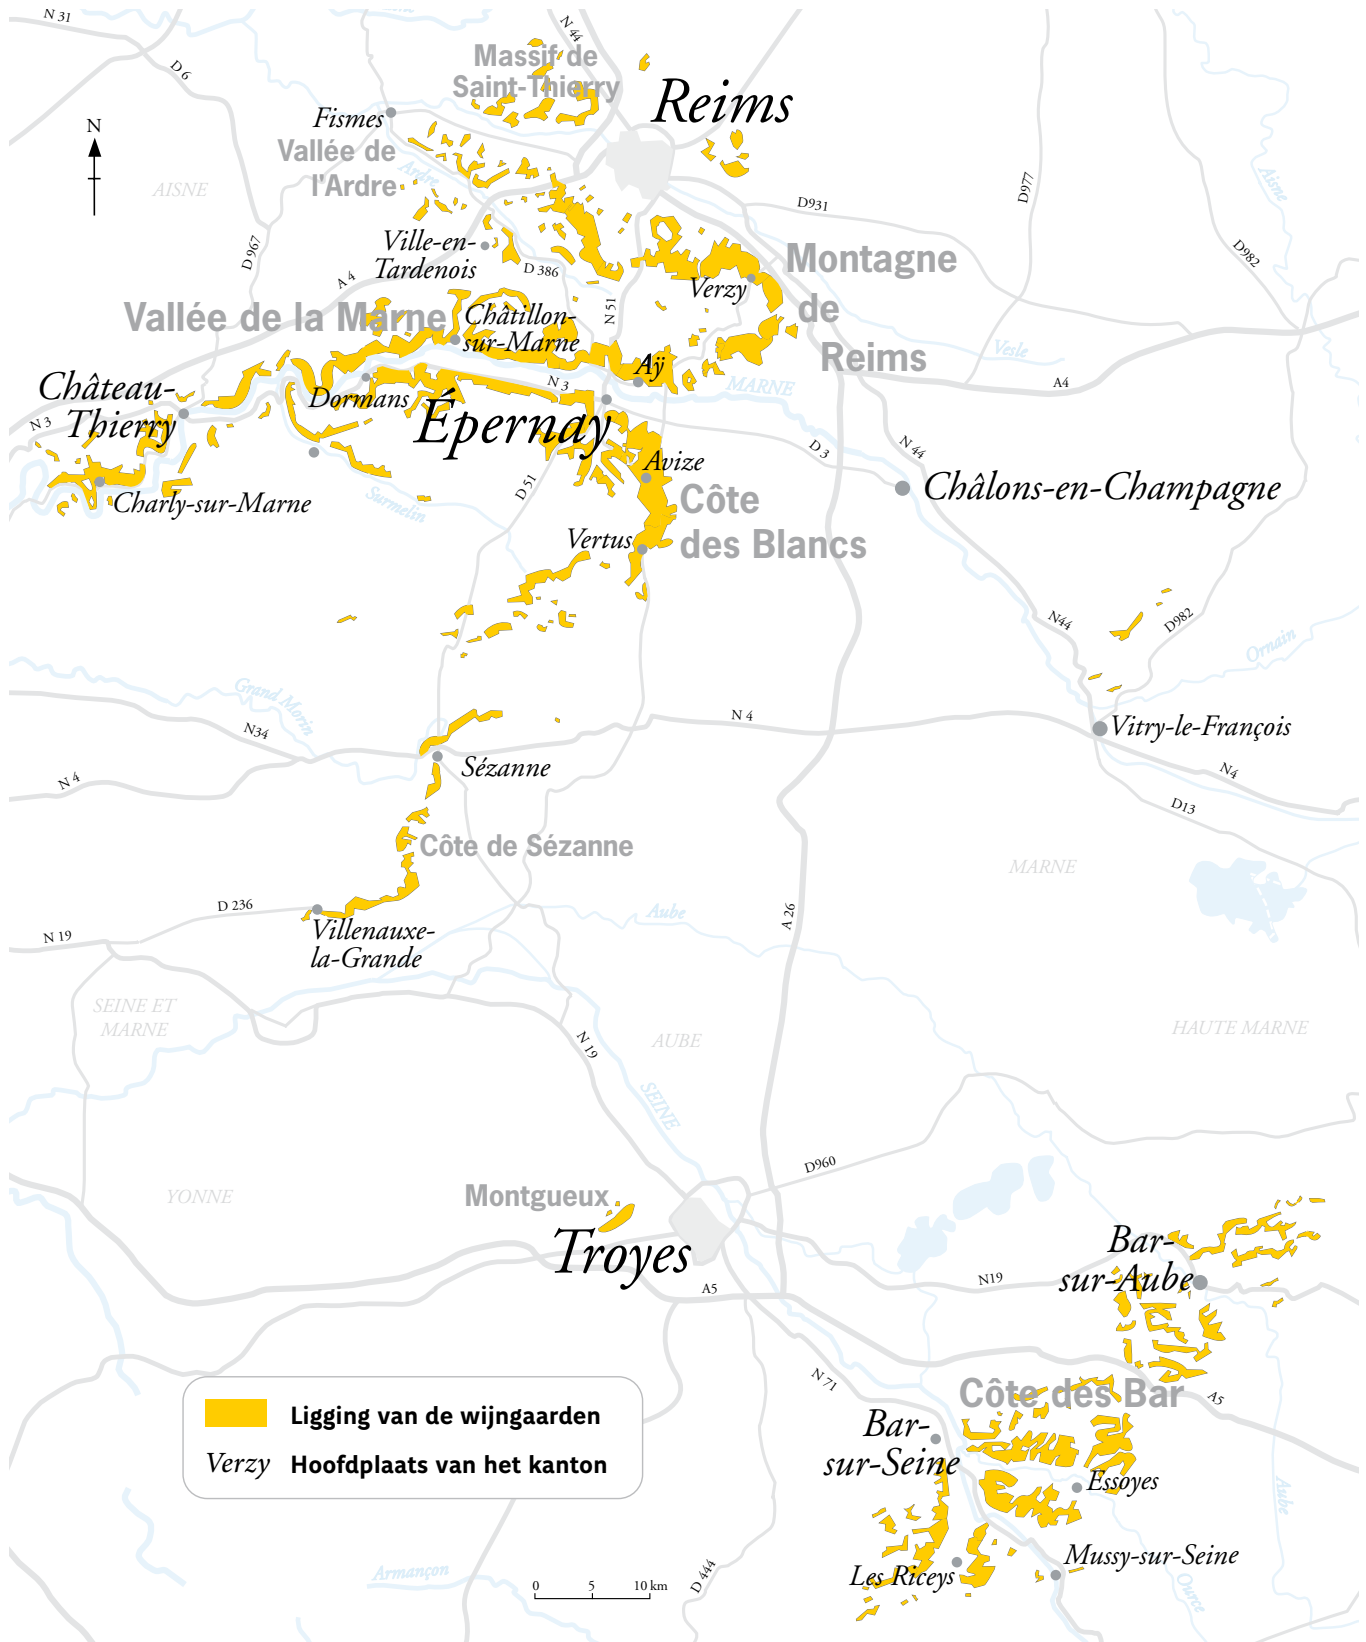 N 31
N 44
D 6
Massif de
Saint-Thierry
Reims
Fismes
N
Vallée de
l'Ardre
Ardre
AISNE
Aisne
D977
D931
D982
D 967
Ville-en-
Tardenois
D 386
A 4
Montagne
de
Reims
Verzy
N 51
Vallée de la Marne
Châtillon-
sur-Marne
Vesle
A4
Aÿ
MARNE
Château-
Thierry
N 3
N 3
Dormans
Épernay
D 3
N 44
Avize
Châlons-en-Champagne
D 51
Surmelin
Charly-sur-Marne
Côte
des Blancs
Vertus
N44
D982
Ornain
Grand Morin
N34
N 4
Vitry-le-François
N 4
Sézanne
N4
D13
Côte de Sézanne
MARNE
D 236
Aube
A 26
N 19
Villenauxe-
la-Grande
SEINE ET
MARNE
AUBE
HAUTE MARNE
N 19
SEINE
D960
YONNE
Montgueux
Troyes
Bar-
sur-Aube
N19
A5
N 71
Côte des Bar
A5
Ligging van de wijngaarden
Verzy Hoofdplaats van het kanton
Bar-
sur-Seine
Essoyes
Aube
Mussy-sur-Seine
Les Riceys
Ource
Armançon
0 5 10 km
D 444